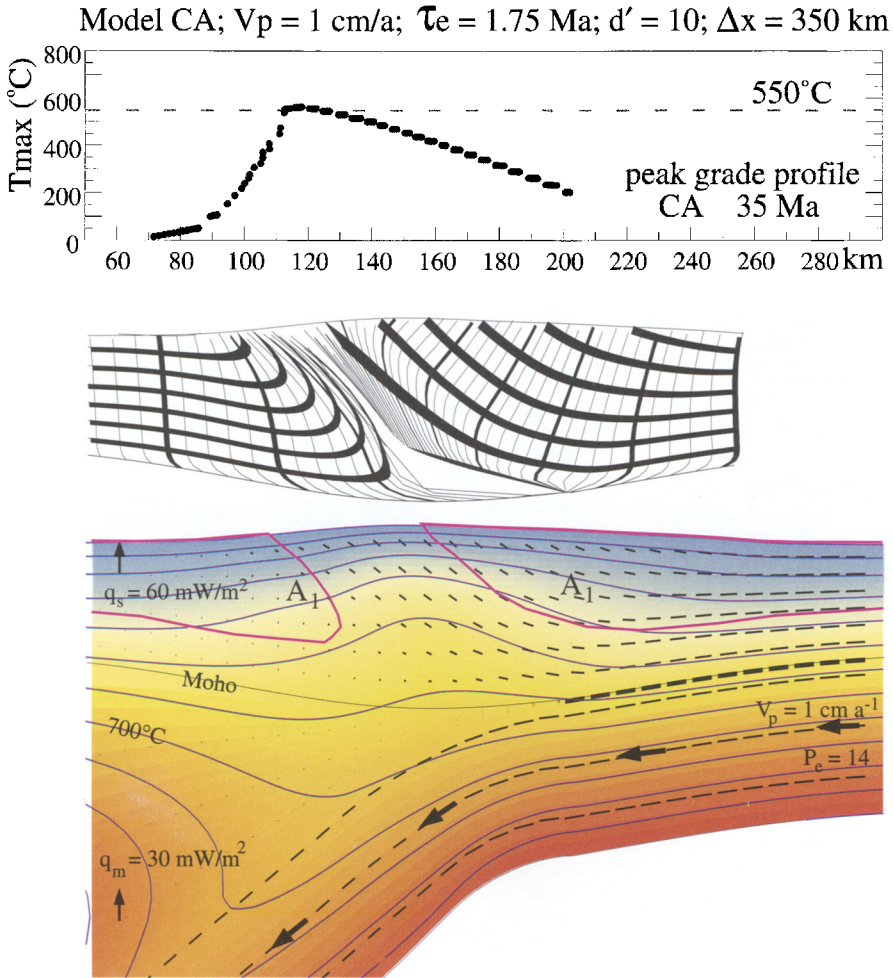 Model CA; Vp = 1 cm/a; τe = 1.75 Ma; d′ = 10; Δx = 350 km
Tmax (°C)
800
600
400
200
0
550°C
peak grade profile
CA 35 Ma
60 80 100 120 140 160 180 200 220 240 260 280 km
A1
A1
qs = 60 mW/m²
Moho
700°C
Vp = 1 cm a⁻¹
Pe = 14
qm = 30 mW/m²